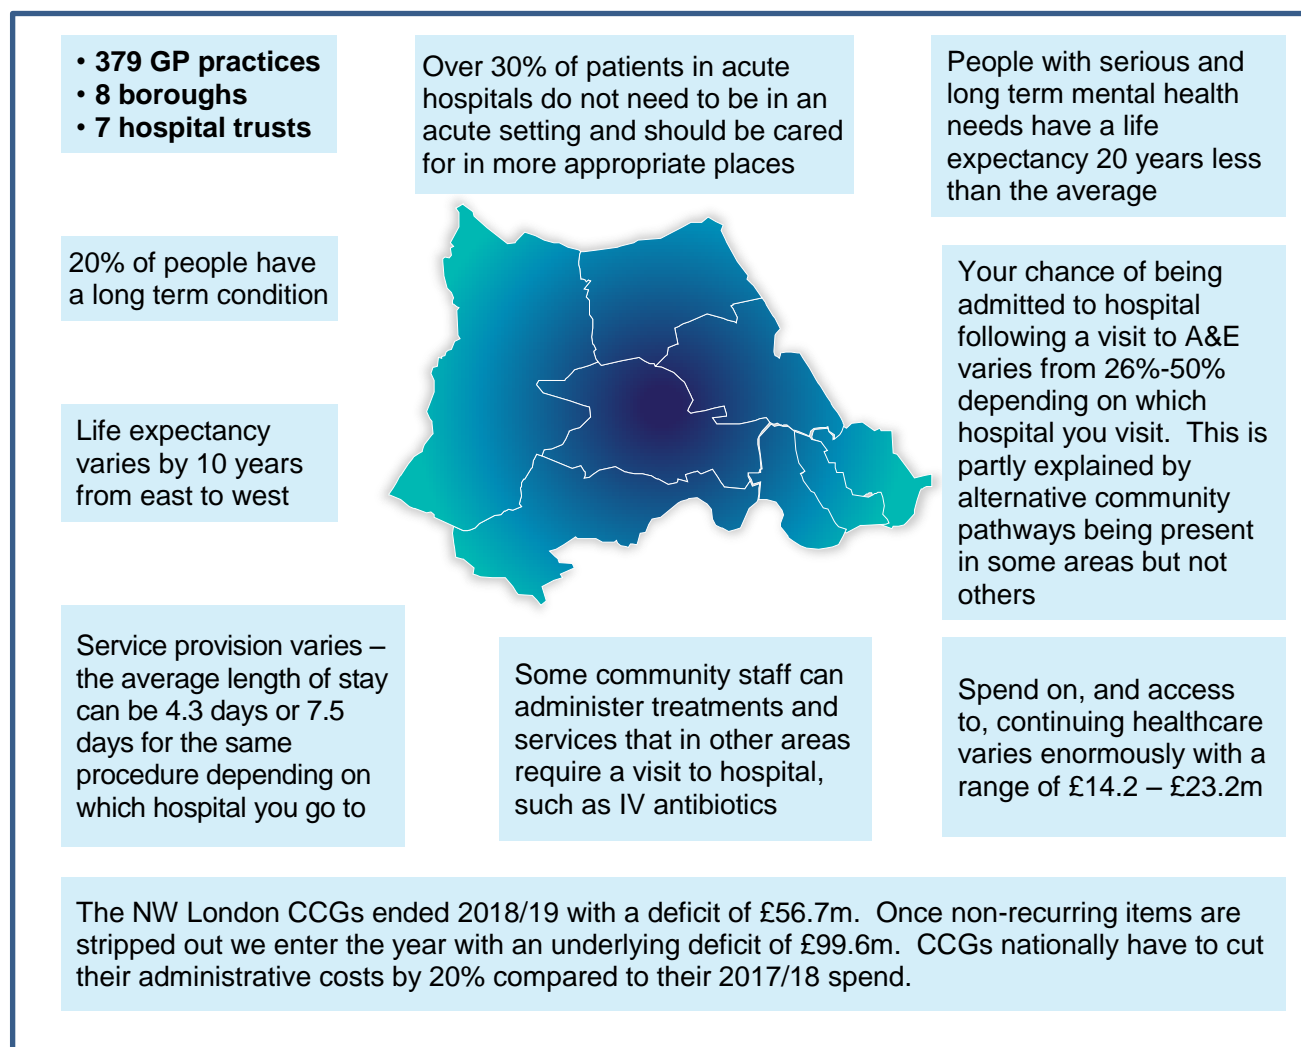 • 379 GP practices
• 8 boroughs
• 7 hospital trusts
Over 30% of patients in acute
hospitals do not need to be in an
acute setting and should be cared
for in more appropriate places
People with serious and
long term mental health
needs have a life
expectancy 20 years less
than the average
20% of people have
a long term condition
Your chance of being
admitted to hospital
following a visit to A&E
varies from 26%-50%
depending on which
hospital you visit.  This is
partly explained by
alternative community
pathways being present
in some areas but not
others
Life expectancy
varies by 10 years
from east to west
Service provision varies –
the average length of stay
can be 4.3 days or 7.5
days for the same
procedure depending on
which hospital you go to
Some community staff can
administer treatments and
services that in other areas
require a visit to hospital,
such as IV antibiotics
Spend on, and access
to, continuing healthcare
varies enormously with a
range of £14.2 – £23.2m
The NW London CCGs ended 2018/19 with a deficit of £56.7m.  Once non-recurring items are
stripped out we enter the year with an underlying deficit of £99.6m.  CCGs nationally have to cut
their administrative costs by 20% compared to their 2017/18 spend.